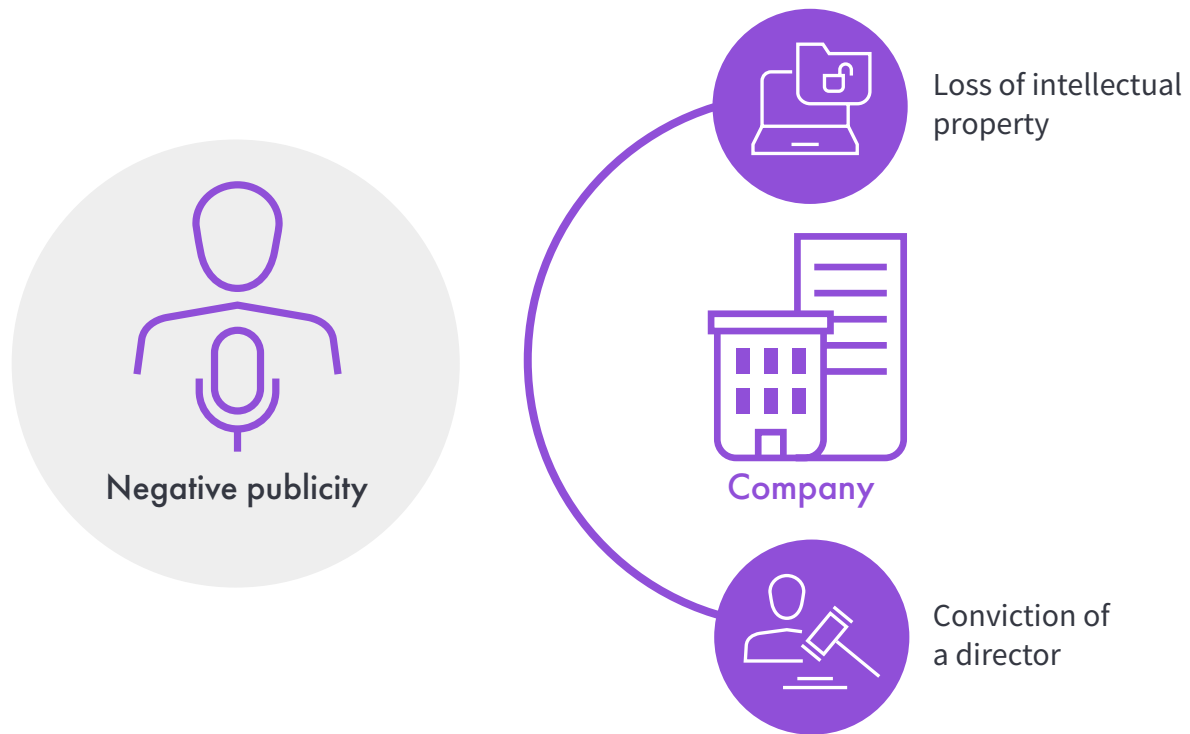 Negative publicity
Loss of intellectual
property
Company
Conviction of
a director